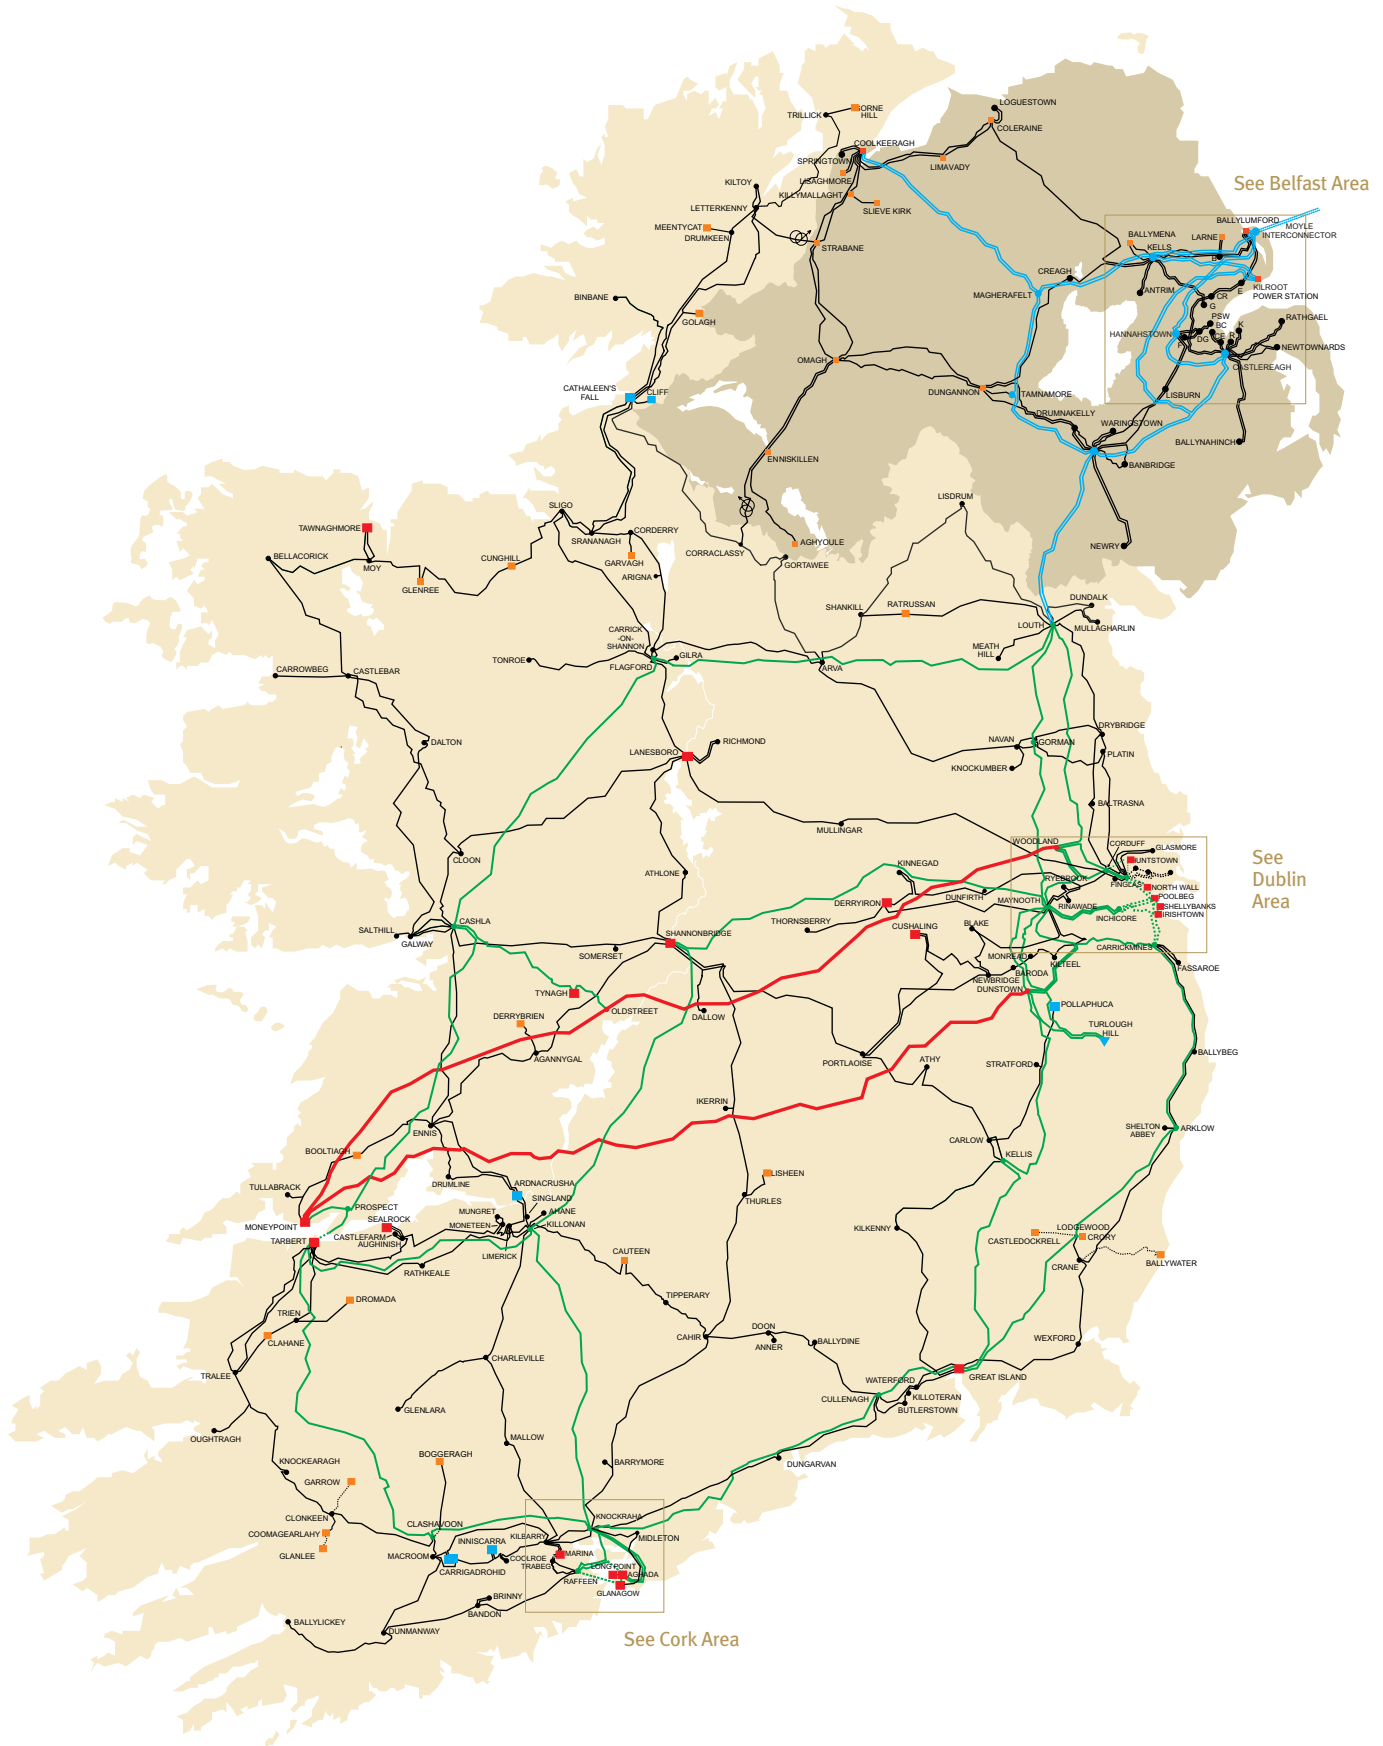 LOGUESTOWN
TRILLICK
SORNE
HILL
COLERAINE
COOLKEERAGH
SPRINGTOWN
LIMAVADY
LISAGHMORE
KILTOY
KILLYMALLAGHT
SLIEVE KIRK
LETTERKENNY
MEENTYCAT
DRUMKEEN
STRABANE
See Belfast Area
BALLYLUMFORD
MOYLE
INTERCONNECTOR
BALLYMENA
LARNE
KELLS
B
BINBANE
CREAGH
MAGHERAFELT
ANTRIM
E
KILROOT
POWER STATION
CR
G
GOLAGH
PSW
BC
K
RATHGAEL
HANNAHSTOWN
DG
CE
R
F
NEWTOWNARDS
OMAGH
CASTLEREAGH
CATHALEEN'S
FALL
CLIFF
DUNGANNON
TAMNAMORE
LISBURN
DRUMNAKELLY
WARINGSTOWN
BALLYNAHINCH
ENNISKILLEN
BANBRIDGE
LISDRUM
SLIGO
TAWNAGHMORE
SRANANAGH
CORDERRY
AGHYOULE
NEWRY
BELLACORICK
MOY
CUNGHILL
GARVAGH
CORRACLASSY
GORTAWEE
GLENREE
ARIGNA
DUNDALK
SHANKILL
RATRUSSAN
LOUTH
MULLAGHARLIN
CARRICK
-ON-
SHANNON
MEATH
HILL
TONROE
FLAGFORD
GILRA
ARVA
CARROWBEG
CASTLEBAR
DRYBRIDGE
DALTON
NAVAN
GORMAN
RICHMOND
LANESBORO
PLATIN
KNOCKUMBER
BALTRASNA
MULLINGAR
WOODLAND
CORDUFF
GLASMORE
CLOON
HUNTSTOWN
See
Dublin
Area
ATHLONE
KINNEGAD
RYEBROOK
FINGLAS
NORTH WALL
DUNFIRTH
POOLBEG
DERRYIRON
MAYNOOTH
RINAWADE
SHELLYBANKS
IRISHTOWN
INCHICORE
SALTHILL
CASHLA
THORNSBERRY
BLAKE
GALWAY
SHANNONBRIDGE
CUSHALING
CARRICKMINES
SOMERSET
MONREAD
KILTEEL
FASSAROE
BARODA
NEWBRIDGE
DUNSTOWN
TYNAGH
OLDSTREET
DALLOW
POLLAPHUCA
DERRYBRIEN
TURLOUGH
HILL
AGANNYGAL
PORTLAOISE
ATHY
STRATFORD
BALLYBEG
IKERRIN
ENNIS
SHELTON
ABBEY
ARKLOW
CARLOW
BOOLTIAGH
KELLIS
DRUMLINE
ARDNACRUSHA
LISHEEN
TULLABRACK
SINGLAND
THURLES
PROSPECT
MUNGRET
AHANE
MONEYPOINT
SEALROCK
MONETEEN
KILLONAN
KILKENNY
LODGEWOOD
CASTLEFARM
CASTLEDOCKRELL
CRORY
TARBERT
AUGHINISH
LIMERICK
CAUTEEN
CRANE
BALLYWATER
RATHKEALE
DROMADA
TIPPERARY
TRIEN
DOON
CLAHANE
CAHIR
ANNER
BALLYDINE
WEXFORD
CHARLEVILLE
TRALEE
WATERFORD
GREAT ISLAND
CULLENAGH
KILLOTERAN
GLENLARA
BUTLERSTOWN
OUGHTRAGH
MALLOW
BOGGERAGH
KNOCKEARAGH
BARRYMORE
DUNGARVAN
GARROW
CLONKEEN
CLASHAVOON
KNOCKRAHA
COOMAGEARLAHY
KILBARRY
MIDLETON
INNISCARRA
GLANLEE
MACROOM
COOLROE
MARINA
TRABEG
LONG POINT
CARRIGADROHID
AGHADA
RAFFEEN
GLANAGOW
BRINNY
BANDON
BALLYLICKEY
DUNMANWAY
See Cork Area